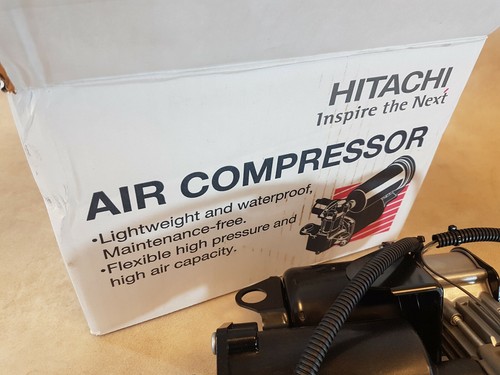 HITACHI
Inspire the Next
AIR COMPRESSOR
•Lightweight and waterproof,
Maintenance-free.
•Flexible high pressure and
high air capacity.